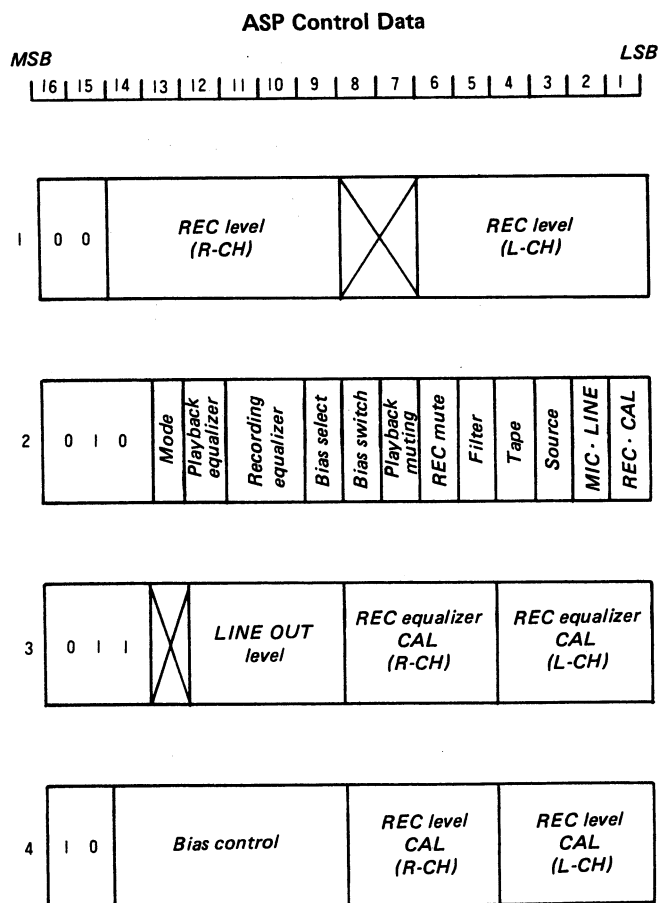 ASP Control Data
MSB LSB
16 15 14 13 12 11 10 9 8 7 6 5 4 3 2 1
1 0 0 REC level (R-CH) REC level (L-CH)
2 0 1 0 Mode Playback equalizer Recording equalizer Bias select Bias switch Playback muting REC mute Filter Tape Source MIC · LINE REC · CAL
3 0 1 1 LINE OUT level REC equalizer CAL (R-CH) REC equalizer CAL (L-CH)
4 1 0 Bias control REC level CAL (R-CH) REC level CAL (L-CH)